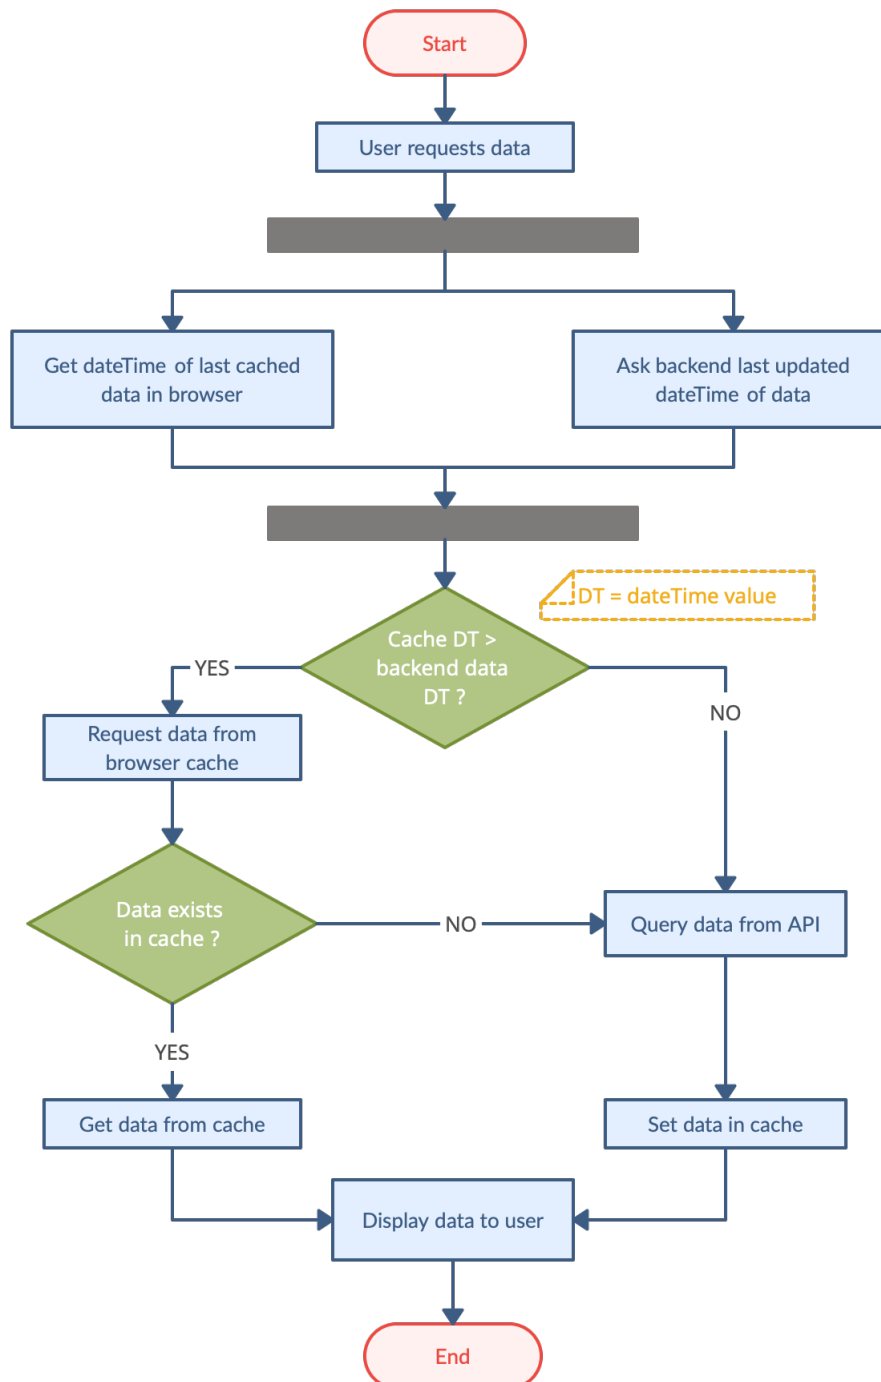 Start
User requests data
Get dateTime of last cached
data in browser
Ask backend last updated
dateTime of data
DT = dateTime value
Cache DT >
backend data
DT ?
YES
NO
Request data from
browser cache
Data exists
in cache ?
NO
Query data from API
YES
Get data from cache
Set data in cache
Display data to user
End